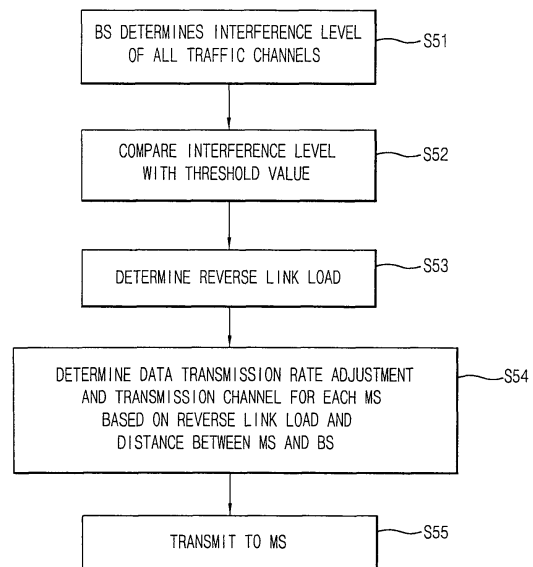 BS DETERMINES INTERFERENCE LEVEL
OF ALL TRAFFIC CHANNELS
S51
COMPARE INTERFERENCE LEVEL
WITH THRESHOLD VALUE
S52
DETERMINE REVERSE LINK LOAD
S53
DETERMINE DATA TRANSMISSION RATE ADJUSTMENT
AND TRANSMISSION CHANNEL FOR EACH MS
BASED ON REVERSE LINK LOAD AND
DISTANCE BETWEEN MS AND BS
S54
TRANSMIT TO MS
S55